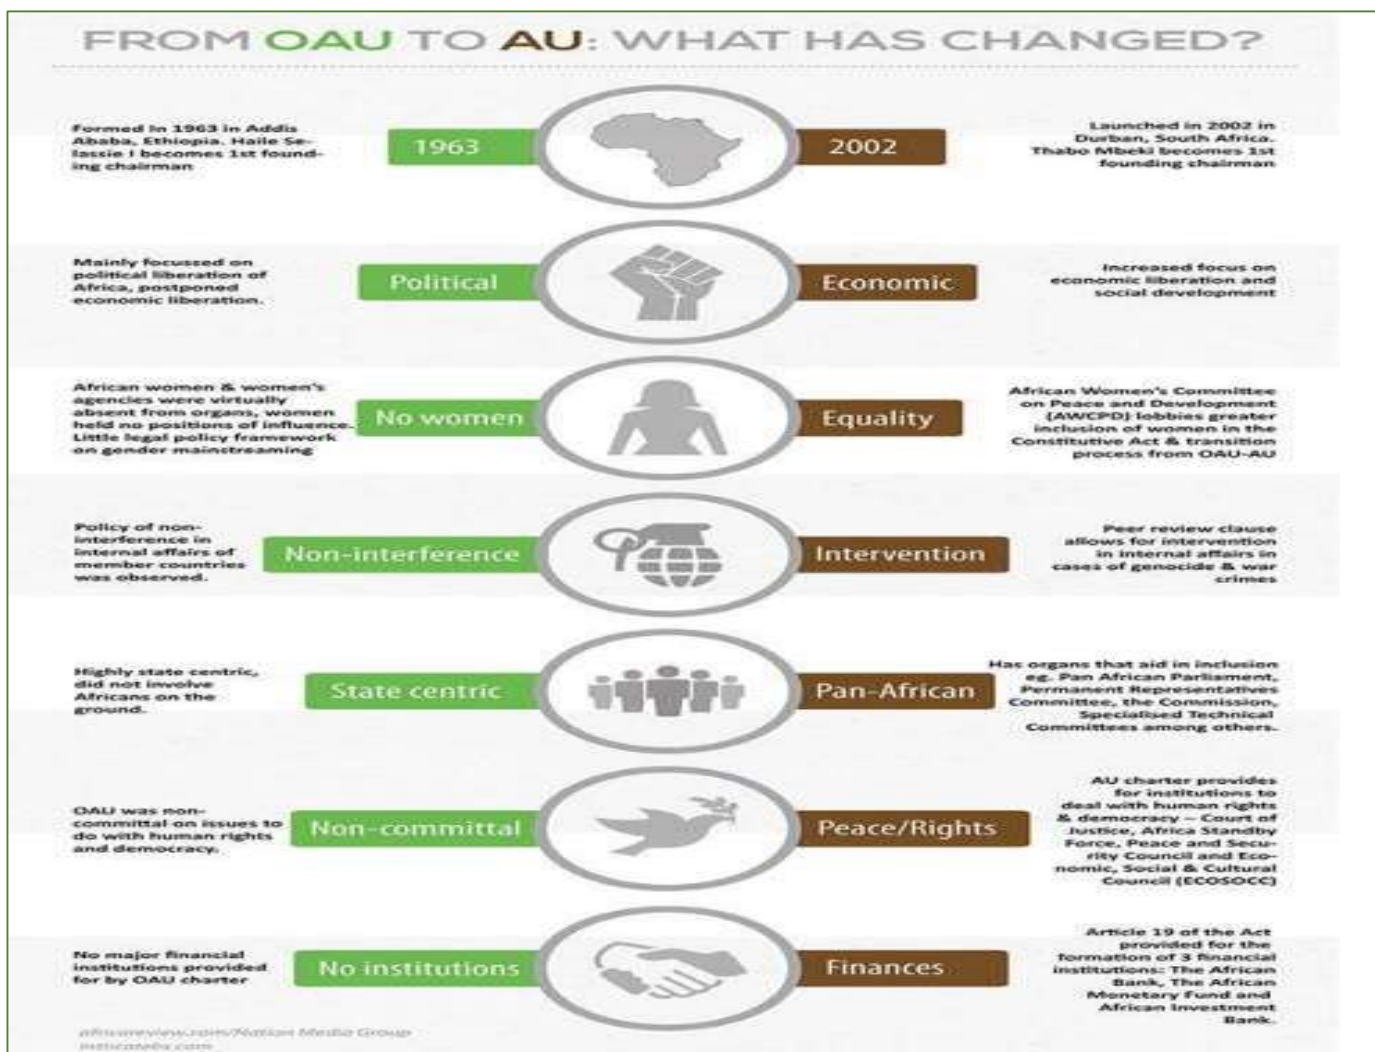 FROM OAU TO AU: WHAT HAS CHANGED?
Formed in 1963 in Addis
Ababa, Ethiopia. Haile Se-
lassie I becomes 1st found-
ing chairman
1963
2002
Launched in 2002 in
Durban, South Africa.
Thabo Mbeki becomes 1st
founding chairman
Mainly focussed on
political liberation of
Africa, postponed
economic liberation.
Political
Economic
Increased focus on
economic liberation and
social development
African women & women's
agencies were virtually
absent from organs, women
held no positions of influence.
Little legal policy framework
on gender mainstreaming
No women
Equality
African Women's Committee
on Peace and Development
(AWCPD) lobbies greater
inclusion of women in the
Constitutive Act & transition
process from OAU-AU
Policy of non-
interference in
internal affairs of
member countries
was observed.
Non-interference
Intervention
Peer review clause
allows for intervention
in internal affairs in
cases of genocide & war
crimes
Highly state centric,
did not involve
Africans on the
ground.
State centric
Pan-African
Has organs that aid in inclusion
eg. Pan African Parliament,
Permanent Representatives
Committee, the Commission,
Specialised Technical
Committees among others.
OAU was non-
committal on issues to
do with human rights
and democracy.
Non-committal
Peace/Rights
AU charter provides
for institutions to
deal with human rights
& democracy – Court of
Justice, Africa Standby
Force, Peace and Secu-
rity Council and Eco-
nomic, Social & Cultural
Council (ECOSOCC)
No major financial
institutions provided
for by OAU charter
No institutions
Finances
Article 19 of the Act
provided for the
formation of 3 financial
institutions: The African
Bank, The African
Monetary Fund and
African Investment
Bank.
africareview.com/Nation Media Group